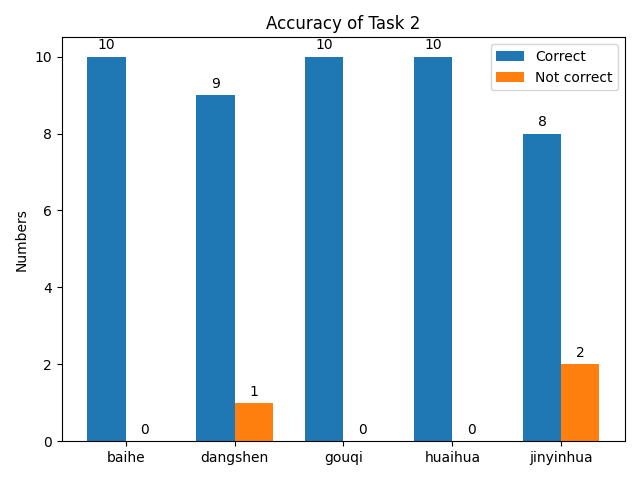 Accuracy of Task 2
Correct
Not correct
Numbers
10
8
6
4
2
0
10
0
9
1
10
0
10
0
8
2
baihe
dangshen
gouqi
huaihua
jinyinhua